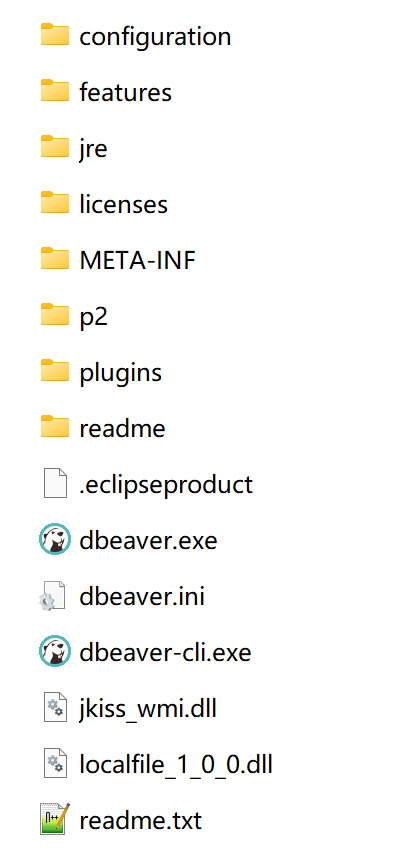 configuration
features
jre
licenses
META-INF
p2
plugins
readme
.eclipseproduct
dbeaver.exe
dbeaver.ini
dbeaver-cli.exe
jkiss_wmi.dll
localfile_1_0_0.dll
readme.txt